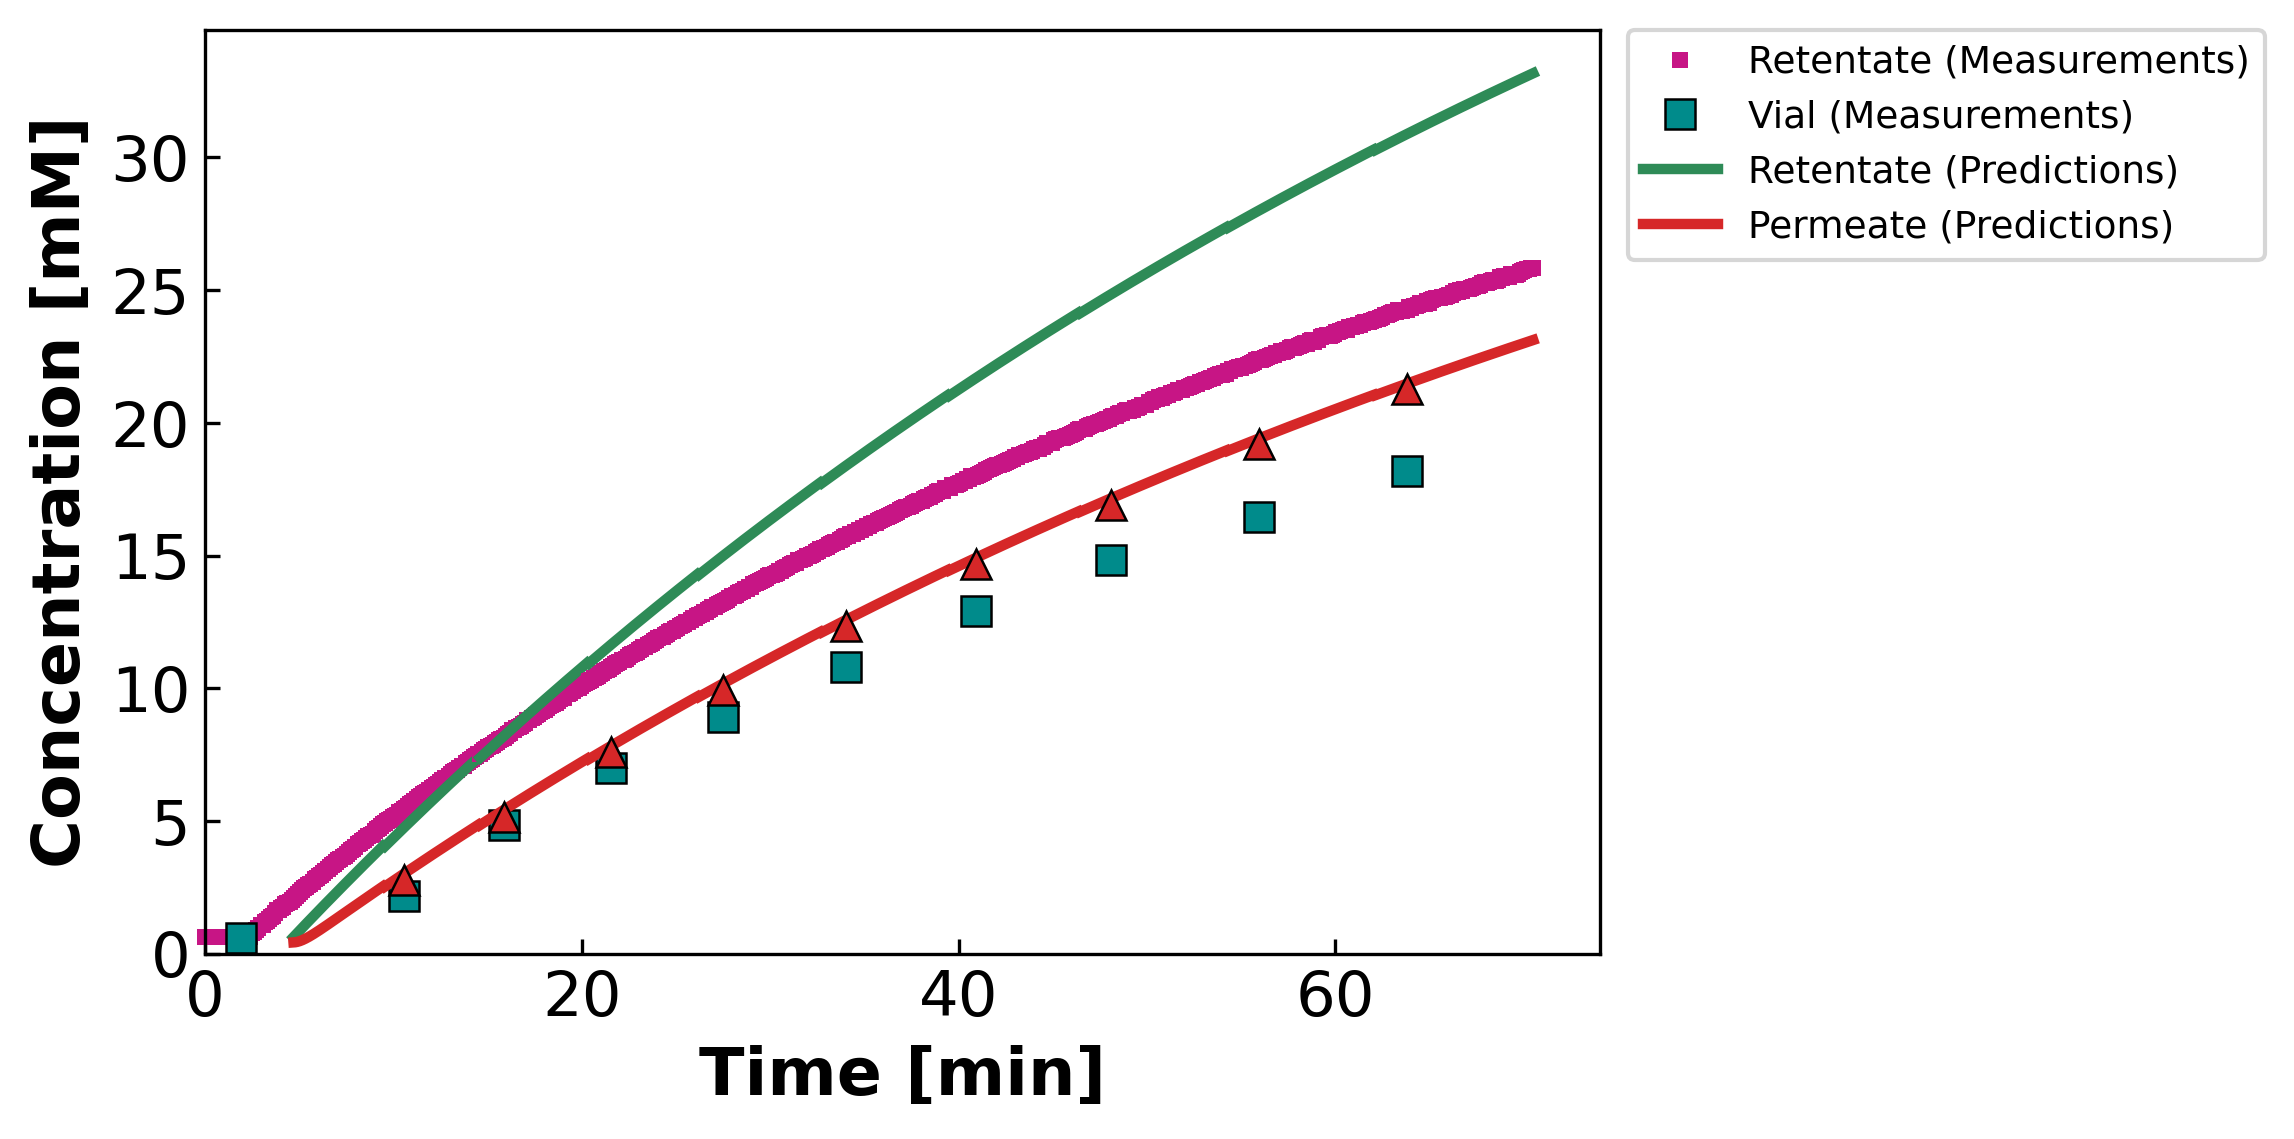 Concentration [mM]
30
25
20
15
10
5
0
0 20 40 60
Time [min]
Retentate (Measurements)
Vial (Measurements)
Retentate (Predictions)
Permeate (Predictions)